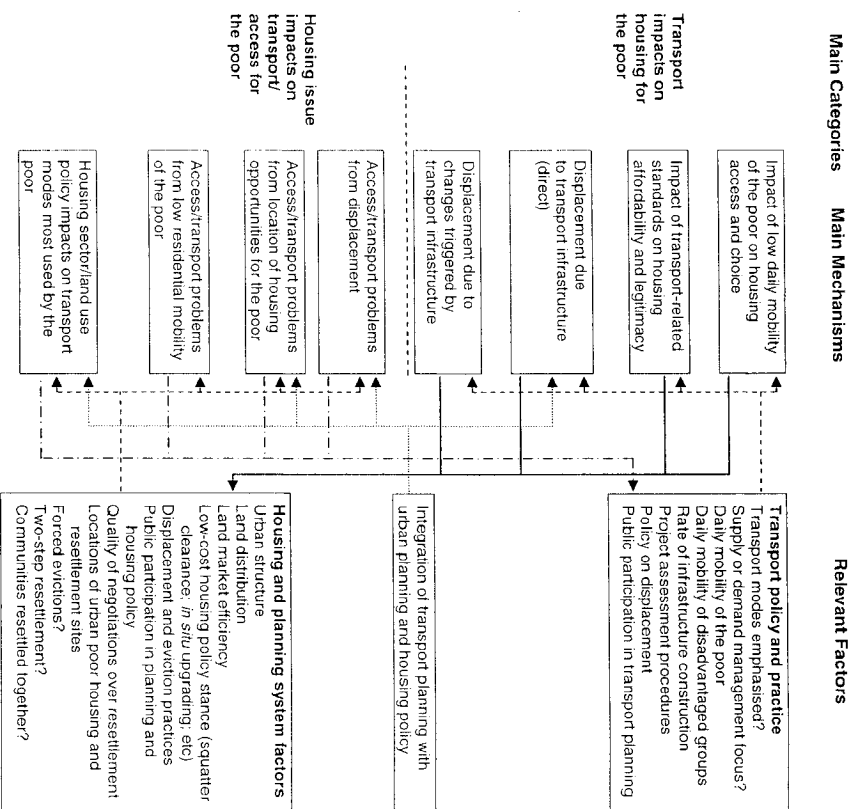 Main Categories
Main Mechanisms
Relevant Factors
Transport
impacts on
housing for
the poor
Impact of low daily mobility
of the poor on housing
access and choice
Impact of transport-related
standards on housing
affordability and legitimacy
Displacement due
to transport infrastructure
(direct)
Displacement due to
changes triggered by
transport infrastructure
Housing issue
impacts on
transport/
access for
the poor
Access/transport problems
from displacement
Access/transport problems
from location of housing
opportunities for the poor
Access/transport problems
from low residential mobility
of the poor
Housing sector/land use
policy impacts on transport
modes most used by the
poor
Transport policy and practice
Transport modes emphasised?
Supply or demand management focus?
Daily mobility of the poor
Daily mobility of disadvantaged groups
Rate of infrastructure construction
Project assessment procedures
Policy on displacement
Public participation in transport planning
Integration of transport planning with
urban planning and housing policy
Housing and planning system factors
Urban structure
Land distribution
Land market efficiency
Low-cost housing policy stance (squatter
clearance; in situ upgrading; etc)
Displacement and eviction practices
Public participation in planning and
housing policy
Quality of negotiations over resettlement
Locations of urban poor housing and
resettlement sites
Forced evictions?
Two-step resettlement?
Communities resettled together?